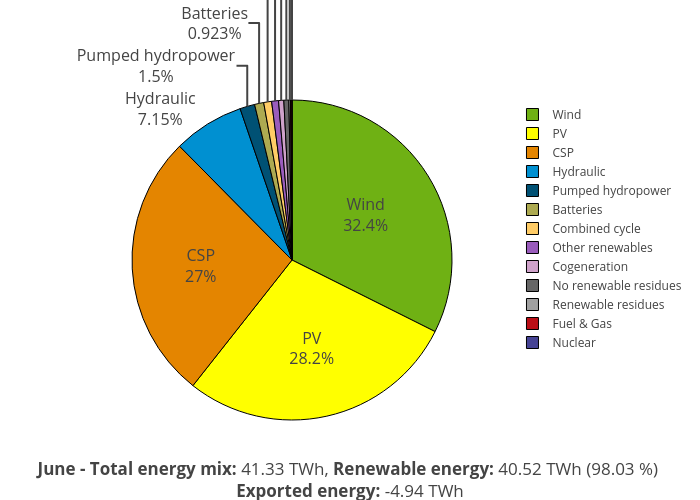 Batteries
0.923%
Pumped hydropower
1.5%
Hydraulic
7.15%
Wind
32.4%
CSP
27%
PV
28.2%
Wind
PV
CSP
Hydraulic
Pumped hydropower
Batteries
Combined cycle
Other renewables
Cogeneration
No renewable residues
Renewable residues
Fuel & Gas
Nuclear
June - Total energy mix: 41.33 TWh, Renewable energy: 40.52 TWh (98.03 %)
Exported energy: -4.94 TWh